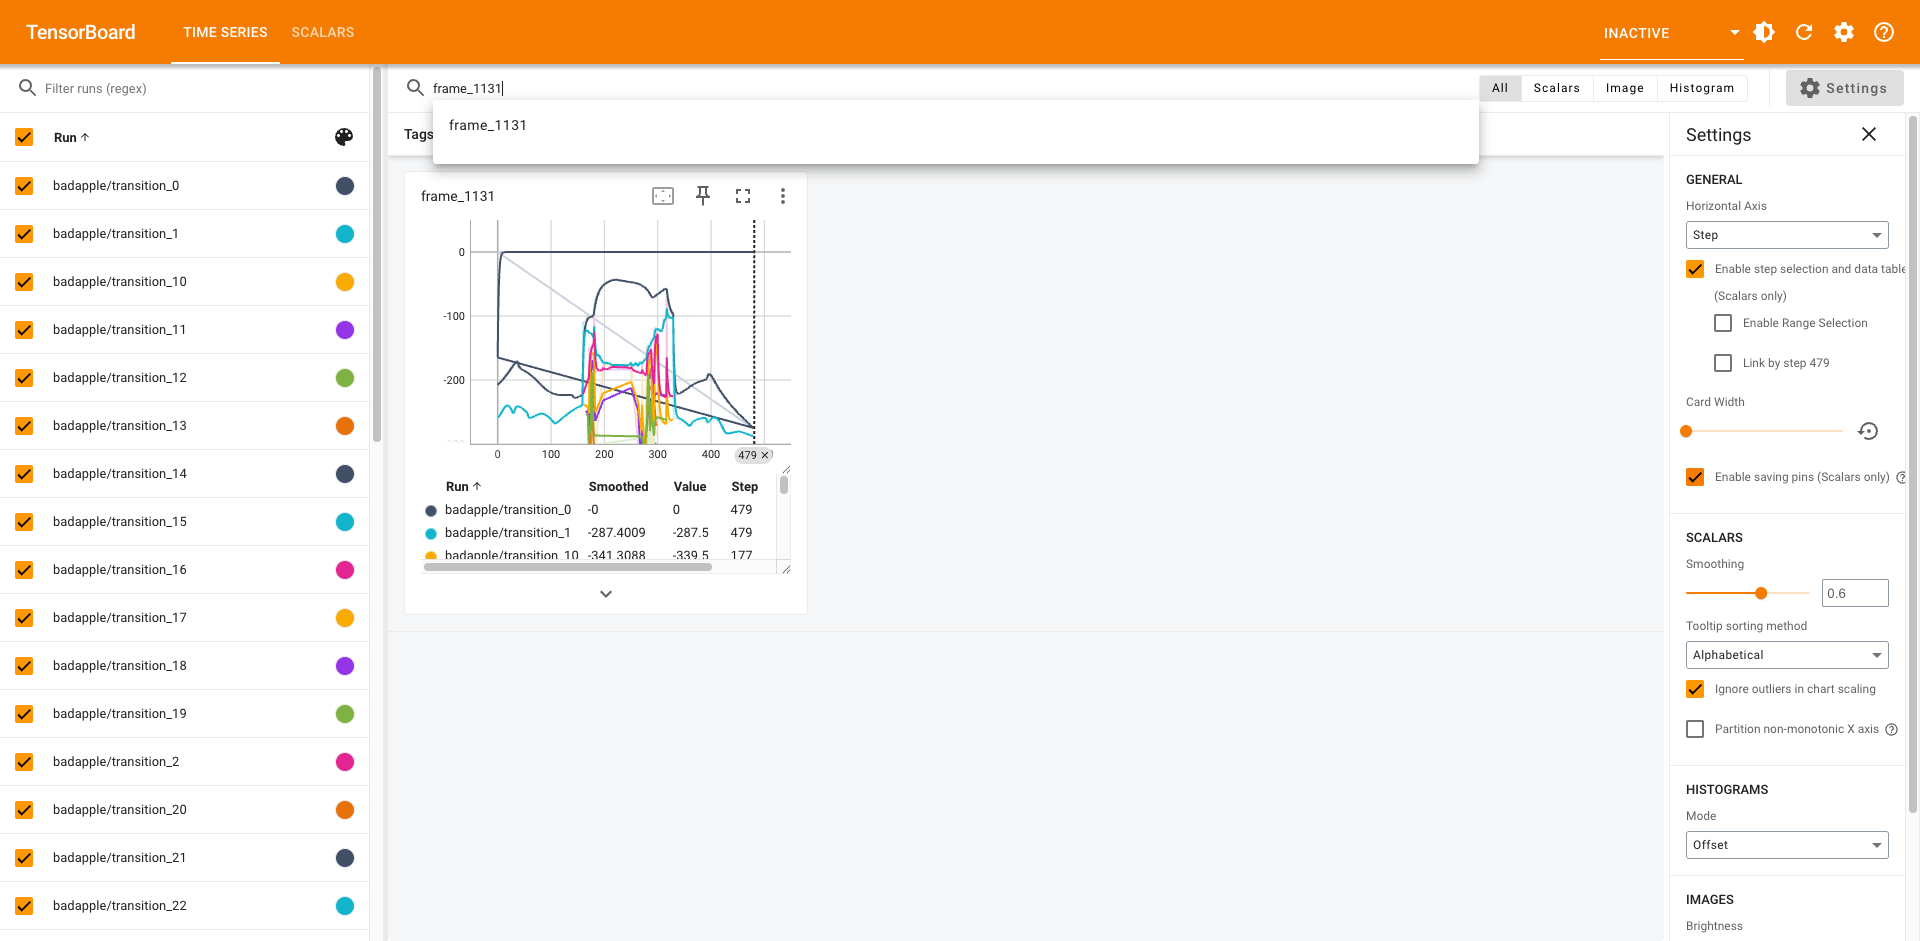 TensorBoard
TIME SERIES
SCALARS
INACTIVE
Filter runs (regex)
Run
badapple/transition_0
badapple/transition_1
badapple/transition_10
badapple/transition_11
badapple/transition_12
badapple/transition_13
badapple/transition_14
badapple/transition_15
badapple/transition_16
badapple/transition_17
badapple/transition_18
badapple/transition_19
badapple/transition_2
badapple/transition_20
badapple/transition_21
badapple/transition_22
frame_1131
frame_1131
Tags
All
Scalars
Image
Histogram
Settings
frame_1131
0
-100
-200
0 100 200 300 400 479
Run Smoothed Value Step
badapple/transition_0 -0 0 479
badapple/transition_1 -287.4009 -287.5 479
badapple/transition_10 -341.3088 -339.5 177
Settings
GENERAL
Horizontal Axis
Step
Enable step selection and data table
(Scalars only)
Enable Range Selection
Link by step 479
Card Width
Enable saving pins (Scalars only)
SCALARS
Smoothing
0.6
Tooltip sorting method
Alphabetical
Ignore outliers in chart scaling
Partition non-monotonic X axis
HISTOGRAMS
Mode
Offset
IMAGES
Brightness